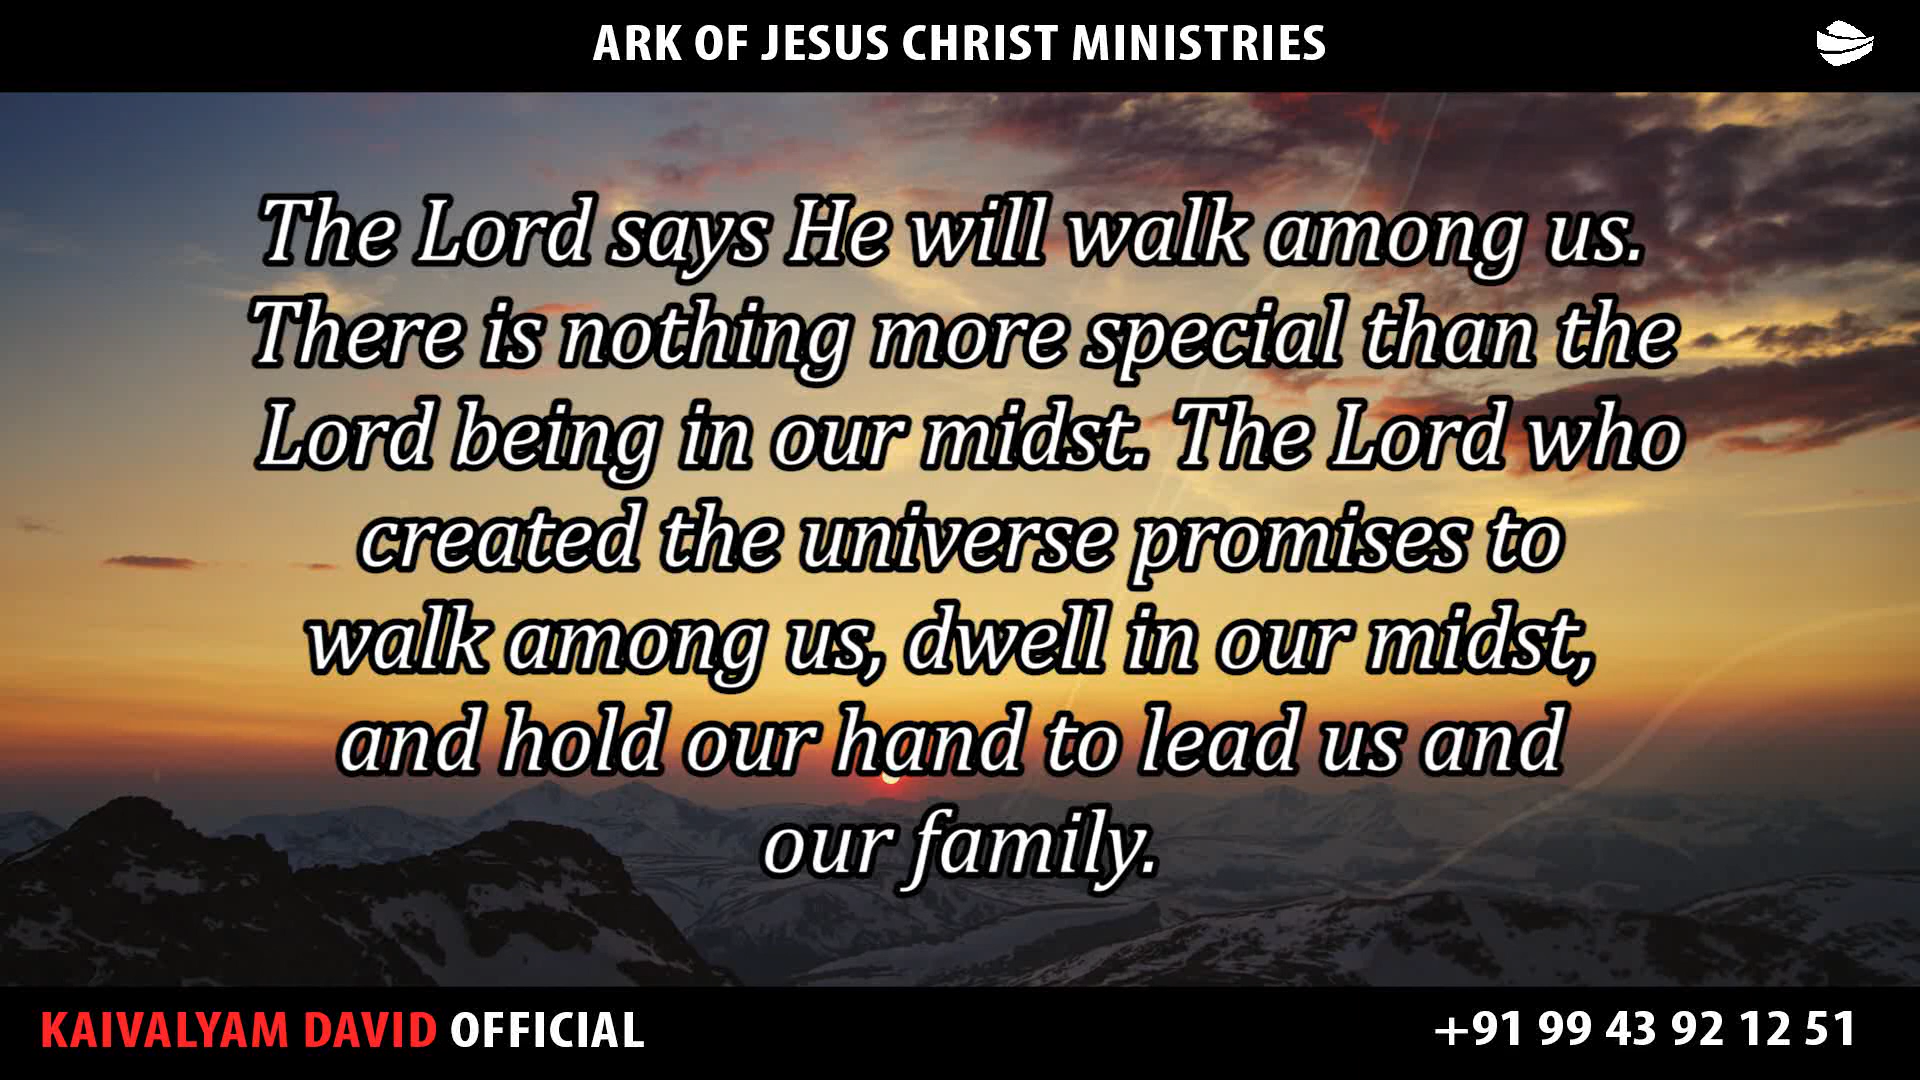 ARK OF JESUS CHRIST MINISTRIES
The Lord says He will walk among us.
There is nothing more special than the
Lord being in our midst. The Lord who
created the universe promises to
walk among us, dwell in our midst,
and hold our hand to lead us and
our family.
KAIVALYAM DAVID OFFICIAL
+91 99 43 92 12 51